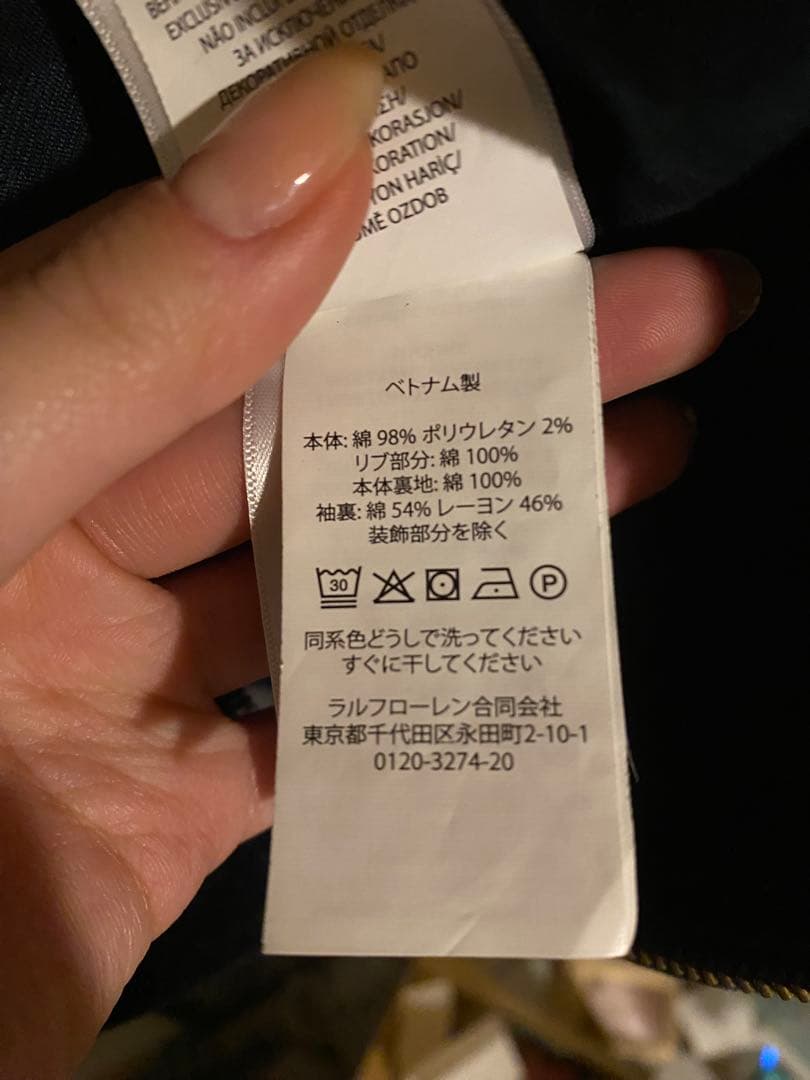 EXCLUSIV
NÃO INCLUI
ЗА ИСКЛЮЧЕНИ
ДЕКОРАТИВНОЙ ОТДЕЛКИ
KORASJON/
KORATION/
YON HARİÇ/
OZDOB
ベトナム製
本体: 綿 98% ポリウレタン 2%
リブ部分: 綿 100%
本体裏地: 綿 100%
袖裏: 綿 54% レーヨン 46%
装飾部分を除く
30
P
同系色どうしで洗ってください
すぐに干してください
ラルフローレン合同会社
東京都千代田区永田町2-10-1
0120-3274-20